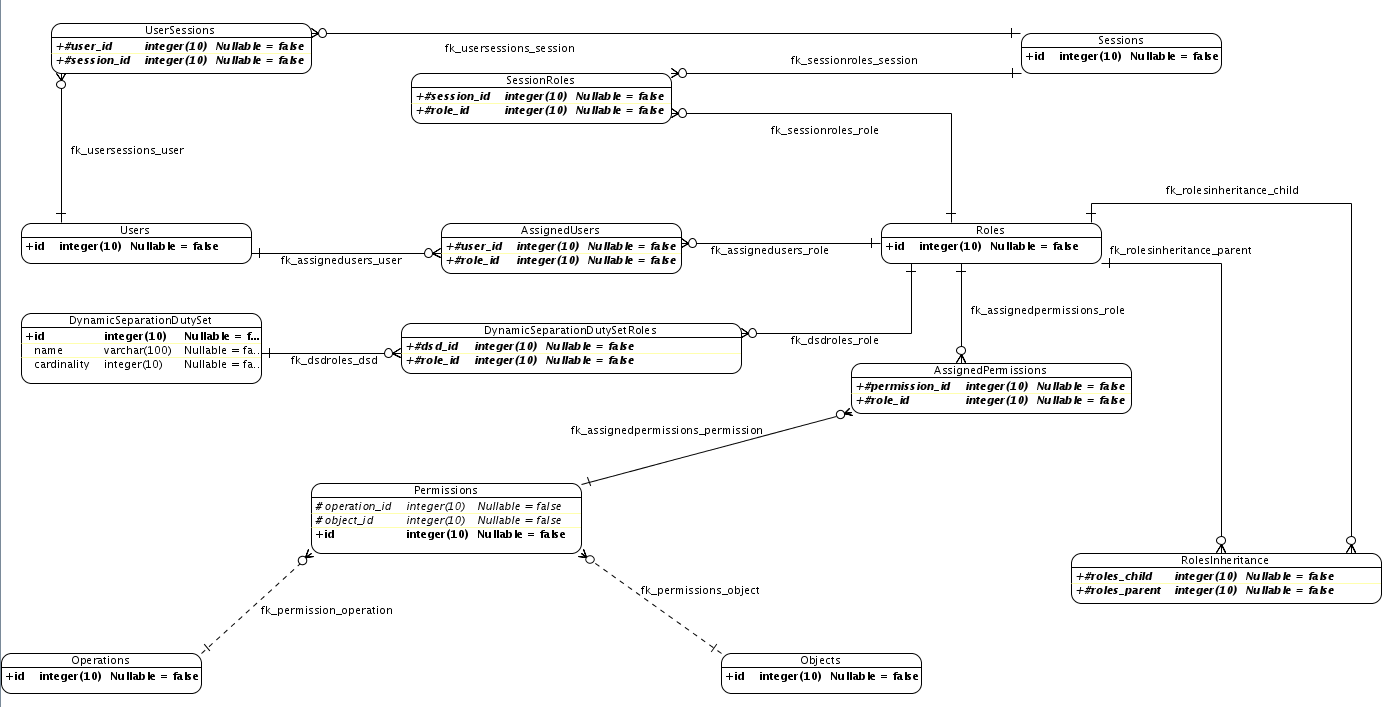 UserSessions
+#user_id integer(10) Nullable = false
+#session_id integer(10) Nullable = false
fk_usersessions_session
Sessions
+id integer(10) Nullable = false
fk_sessionroles_session
SessionRoles
+#session_id integer(10) Nullable = false
+#role_id integer(10) Nullable = false
fk_sessionroles_role
fk_usersessions_user
fk_rolesinheritance_child
Users
+id integer(10) Nullable = false
fk_assignedusers_user
AssignedUsers
+#user_id integer(10) Nullable = false
+#role_id integer(10) Nullable = false
fk_assignedusers_role
Roles
+id integer(10) Nullable = false
fk_rolesinheritance_parent
DynamicSeparationDutySet
+id integer(10) Nullable = f...
name varchar(100) Nullable = fa...
cardinality integer(10) Nullable = fa...
fk_dsdroles_dsd
DynamicSeparationDutySetRoles
+#dsd_id integer(10) Nullable = false
+#role_id integer(10) Nullable = false
fk_dsdroles_role
fk_assignedpermissions_role
AssignedPermissions
+#permission_id integer(10) Nullable = false
+#role_id integer(10) Nullable = false
fk_assignedpermissions_permission
Permissions
#operation_id integer(10) Nullable = false
#object_id integer(10) Nullable = false
+id integer(10) Nullable = false
RolesInheritance
+#roles_child integer(10) Nullable = false
+#roles_parent integer(10) Nullable = false
fk_permissions_object
fk_permission_operation
Operations
+id integer(10) Nullable = false
Objects
+id integer(10) Nullable = false